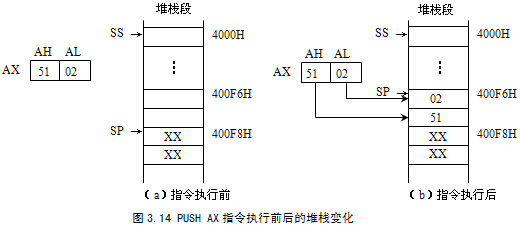 堆栈段
SS
4000H
AH AL
AX 51 02
400F6H
SP
400F8H
XX
XX
(a)指令执行前
堆栈段
SS
4000H
AH AL
AX 51 02
SP
400F6H
02
51
XX
400F8H
XX
(b)指令执行后
图 3.14 PUSH AX 指令执行前后的堆栈变化